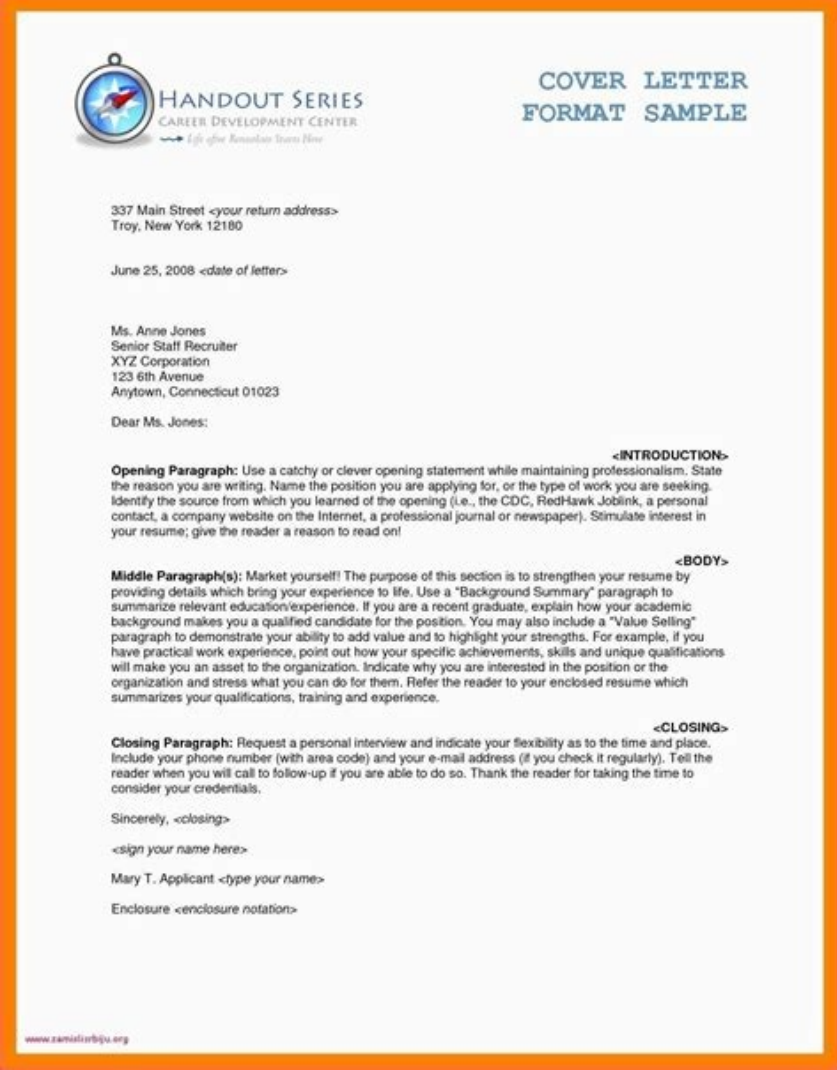 HANDOUT SERIES
CAREER DEVELOPMENT CENTER
Life after Rensselaer Starts Here
COVER LETTER
FORMAT SAMPLE
337 Main Street <your return address>
Troy, New York 12180
June 25, 2008 <date of letter>
Ms. Anne Jones
Senior Staff Recruiter
XYZ Corporation
123 6th Avenue
Anytown, Connecticut 01023
Dear Ms. Jones:
<INTRODUCTION>
Opening Paragraph: Use a catchy or clever opening statement while maintaining professionalism. State
the reason you are writing. Name the position you are applying for, or the type of work you are seeking.
Identify the source from which you learned of the opening (i.e., the CDC, RedHawk Joblink, a personal
contact, a company website on the Internet, a professional journal or newspaper). Stimulate interest in
your resume; give the reader a reason to read on!
<BODY>
Middle Paragraph(s): Market yourself! The purpose of this section is to strengthen your resume by
providing details which bring your experience to life. Use a "Background Summary" paragraph to
summarize relevant education/experience. If you are a recent graduate, explain how your academic
background makes you a qualified candidate for the position. You may also include a "Value Selling"
paragraph to demonstrate your ability to add value and to highlight your strengths. For example, if you
have practical work experience, point out how your specific achievements, skills and unique qualifications
will make you an asset to the organization. Indicate why you are interested in the position or the
organization and stress what you can do for them. Refer the reader to your enclosed resume which
summarizes your qualifications, training and experience.
<CLOSING>
Closing Paragraph: Request a personal interview and indicate your flexibility as to the time and place.
Include your phone number (with area code) and your e-mail address (if you check it regularly). Tell the
reader when you will call to follow-up if you are able to do so. Thank the reader for taking the time to
consider your credentials.
Sincerely, <closing>
<sign your name here>
Mary T. Applicant <type your name>
Enclosure <enclosure notation>
www.zamislisrbiju.org